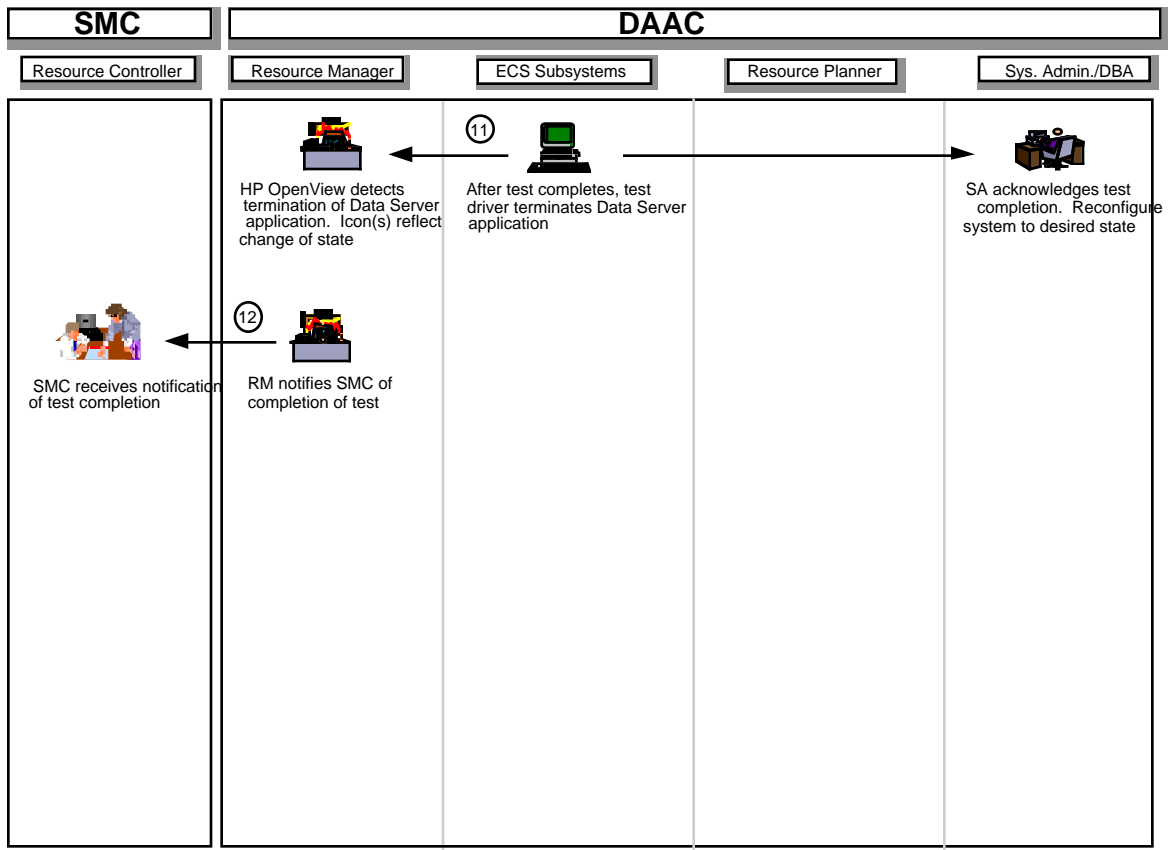 SMC
DAAC
Resource Controller
Resource Manager
ECS Subsystems
Resource Planner
Sys. Admin./DBA
11
HP OpenView detects
termination of Data Server
application.  Icon(s) reflect
change of state
After test completes, test
driver terminates Data Server
application
SA acknowledges test
completion.  Reconfigure
system to desired state
12
SMC receives notification
of test completion
RM notifies SMC of
completion of test